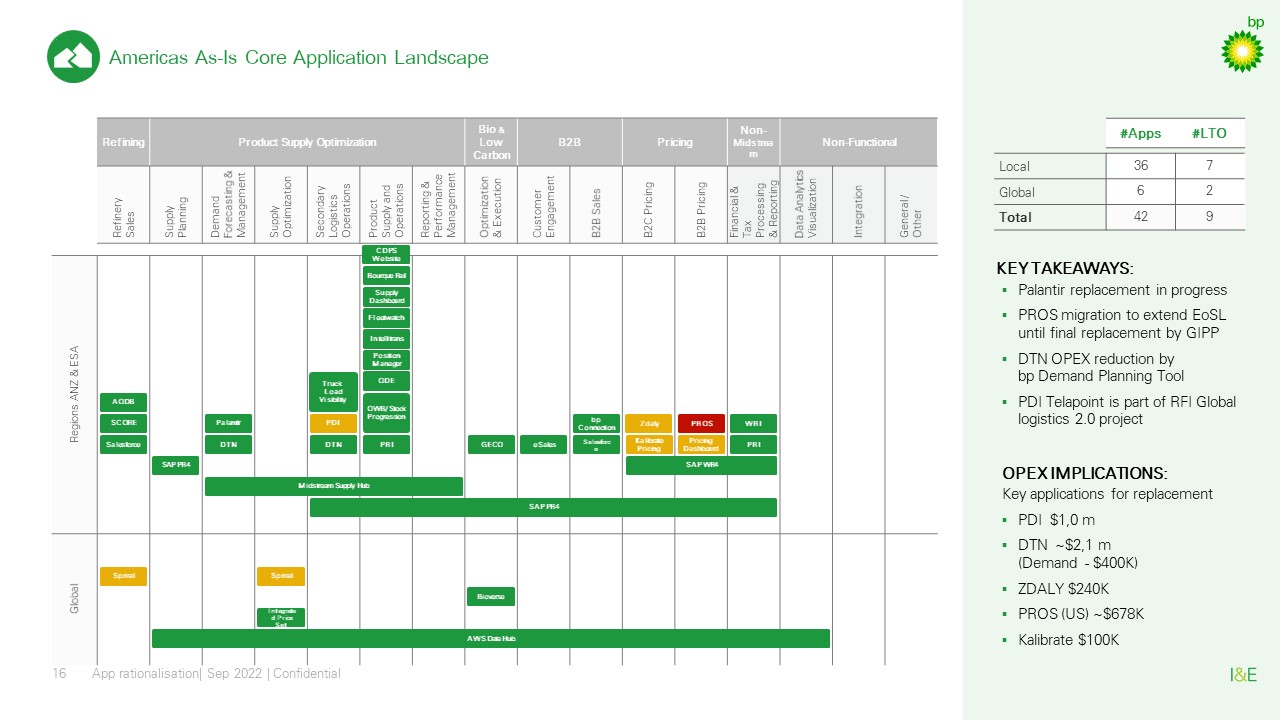 bp
Americas As-Is Core Application Landscape
Refining
Product Supply Optimization
Bio &
Low
Carbon
B2B
Pricing
Non-
Midstrea
m
Non-Functional
Refinery
Sales
Supply
Planning
Demand
Forecasting &
Management
Supply
Optimization
Secondary
Logistics
Operations
Product
Supply and
Operations
Reporting &
Performance
Management
Optimization
& Execution
Customer
Engagement
B2B Sales
B2C Pricing
B2B Pricing
Financial &
Tax
Processing
& Reporting
Data Analytics
Visualization
Integration
General /
Other
Regions ANZ & ESA
CDPS
Website
Bourque Rail
Supply
Dashboard
Fleetwatch
Intellitrans
Position
Manager
Truck
Load
Visibility
ODE
AODB
OWB/Stock
Progression
SCORE
Palantir
PDI
bp
Connection
Zdaly
PROS
WRI
Salesforce
DTN
DTN
PRI
GECO
eSales
Salesforc
e
Kalibrate
Pricing
Pricing
Dashboard
PRI
SAP PR4
SAP WR4
Midstream Supply Hub
SAP PR4
Global
Spiral
Spiral
Bioverse
Integrate
d Price
AWS Data Hub
#Apps #LTO
Local 36 7
Global 6 2
Total 42 9
KEY TAKEAWAYS:
▪ Palantir replacement in progress
▪ PROS migration to extend EoSL
until final replacement by GIPP
▪ DTN OPEX reduction by
bp Demand Planning Tool
▪ PDI Telapoint is part of RFI Global
logistics 2.0 project
OPEX IMPLICATIONS:
Key applications for replacement
▪ PDI $1,0 m
▪ DTN ~$2,1 m
(Demand - $400K)
▪ ZDALY $240K
▪ PROS (US) ~$678K
▪ Kalibrate $100K
16 App rationalisation| Sep 2022 | Confidential
I&E